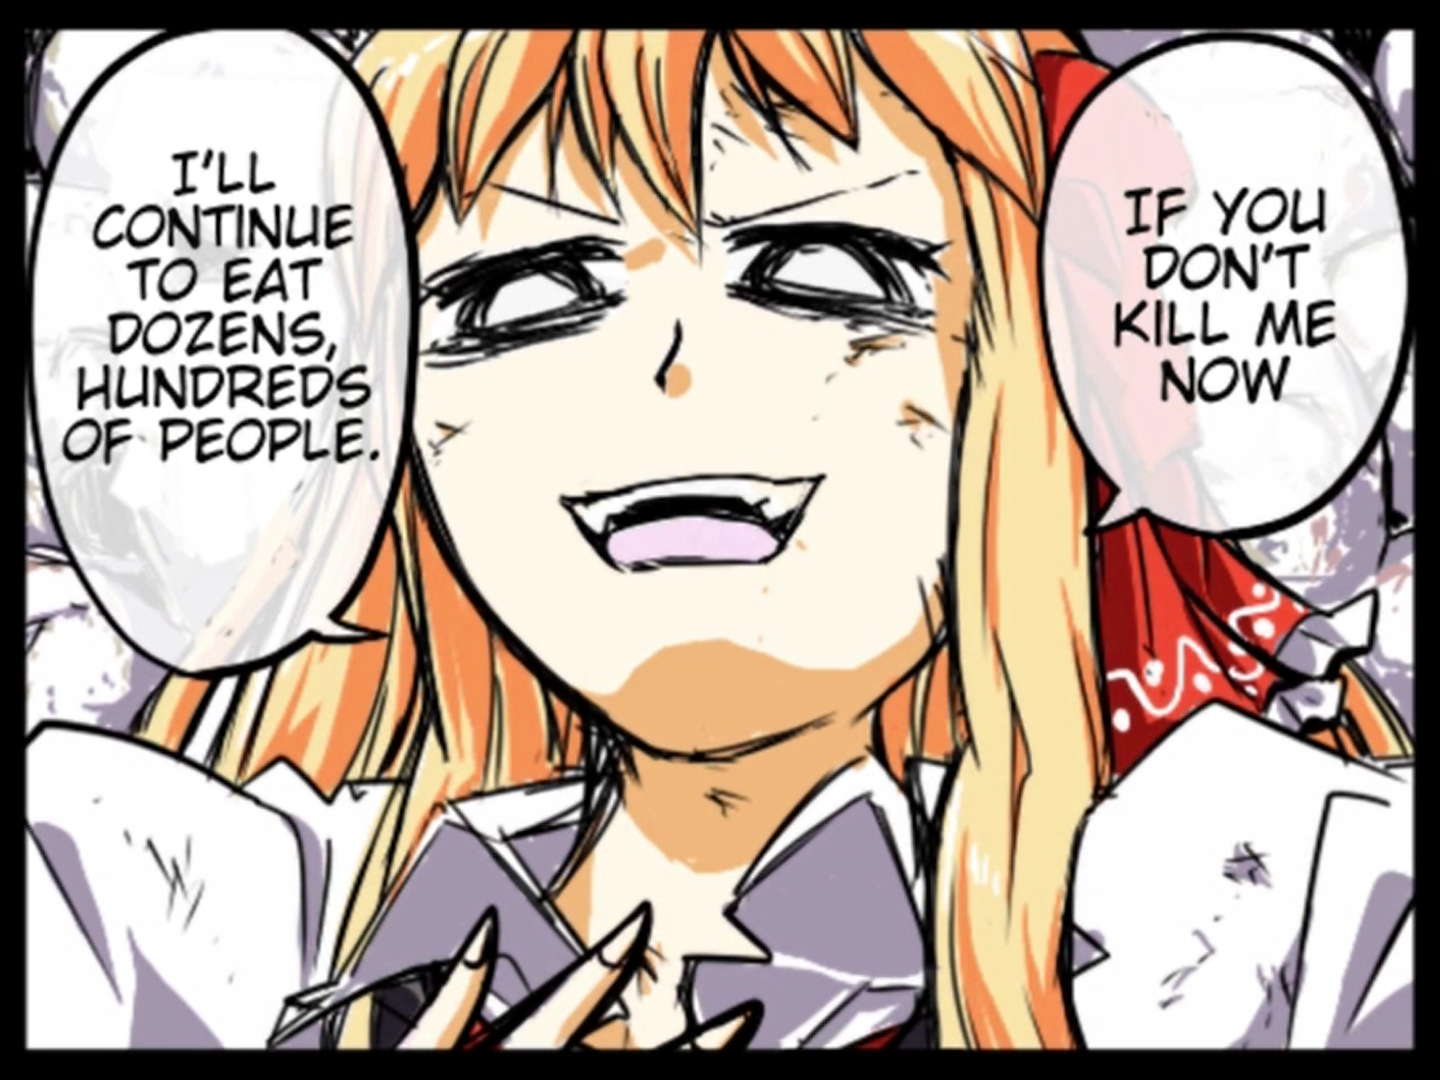 IF YOU
DON'T
KILL ME
NOW
I'LL
CONTINUE
TO EAT
DOZENS,
HUNDREDS
OF PEOPLE.